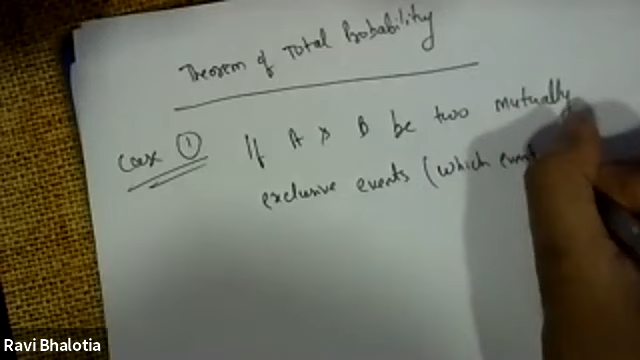 Theorem of Total Probability
Case ① If A & B be two mutually
exclusive events (which
Ravi Bhalotia